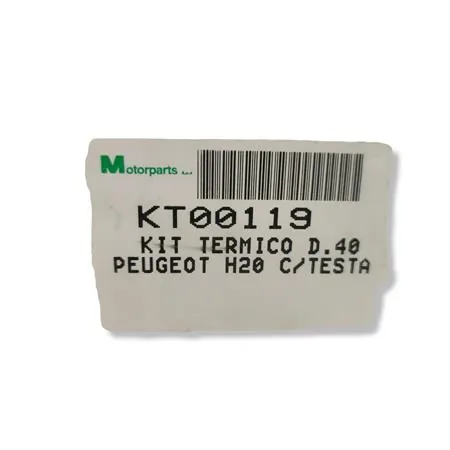 Motorparts
KT00119
KIT TERMICO D.40
PEUGEOT H20 C/TESTA